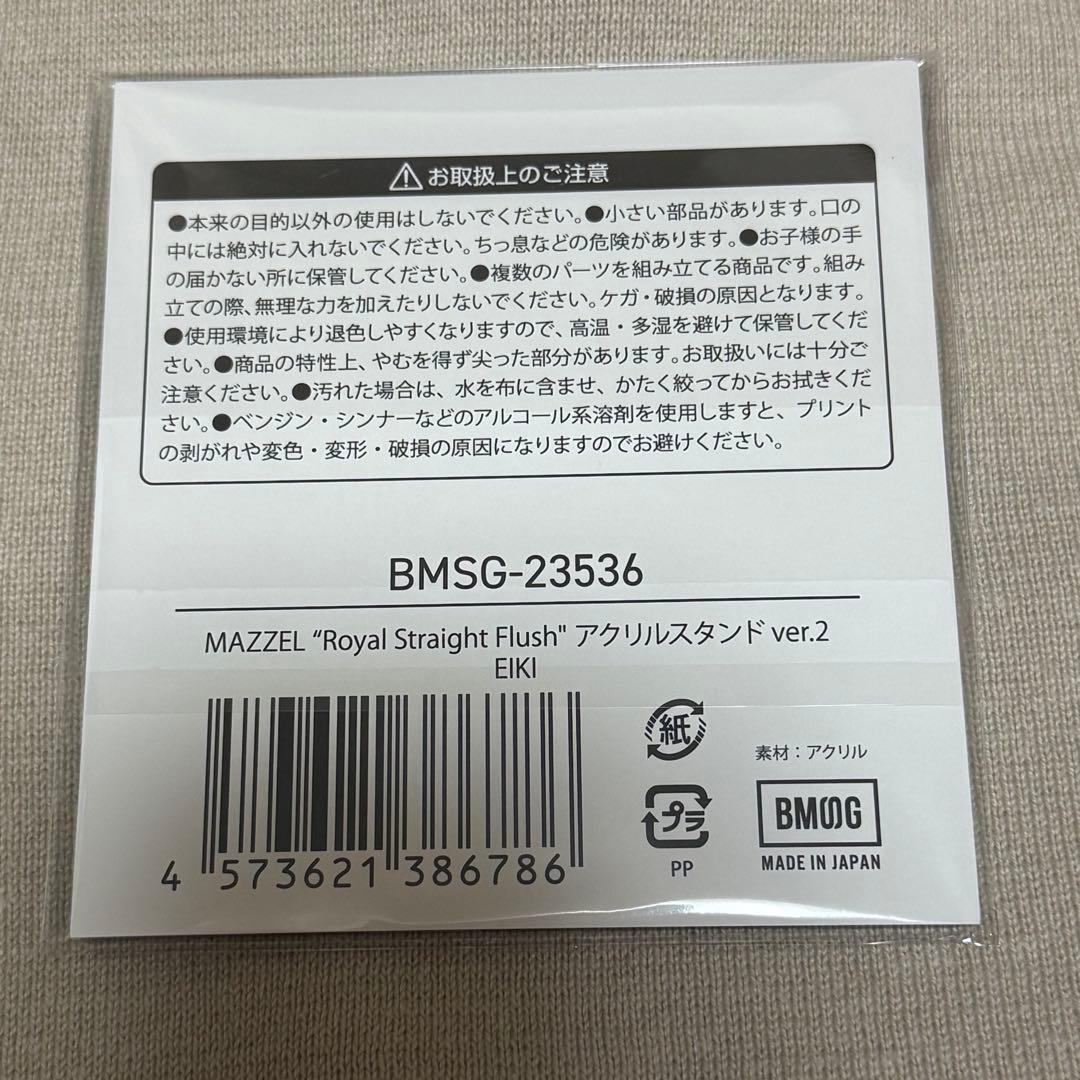 ⚠お取扱上のご注意
●本来の目的以外の使用はしないでください。●小さい部品があります。口の
中には絶対に入れないでください。ちっ息などの危険があります。●お子様の手
の届かない所に保管してください。●複数のパーツを組み立てる商品です。組み
立ての際、無理な力を加えたりしないでください。ケガ・破損の原因となります。
●使用環境により退色しやすくなりますので、高温・多湿を避けて保管してくだ
さい。●商品の特性上、やむを得ず尖った部分があります。お取扱いには十分ご
注意ください。●汚れた場合は、水を布に含ませ、かたく絞ってからお拭きくだ
さい。●ベンジン・シンナーなどのアルコール系溶剤を使用しますと、プリント
の剥がれや変色・変形・破損の原因になりますのでお避けください。
BMSG-23536
MAZZEL “Royal Straight Flush" アクリルスタンド ver.2
EIKI
4 573621 386786
紙
プラ
PP
素材：アクリル
BMSG
MADE IN JAPAN